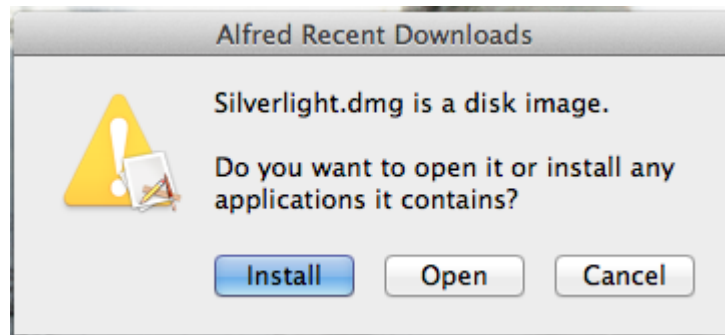 Alfred Recent Downloads
Silverlight.dmg is a disk image.
Do you want to open it or install any
applications it contains?
Install
Open
Cancel